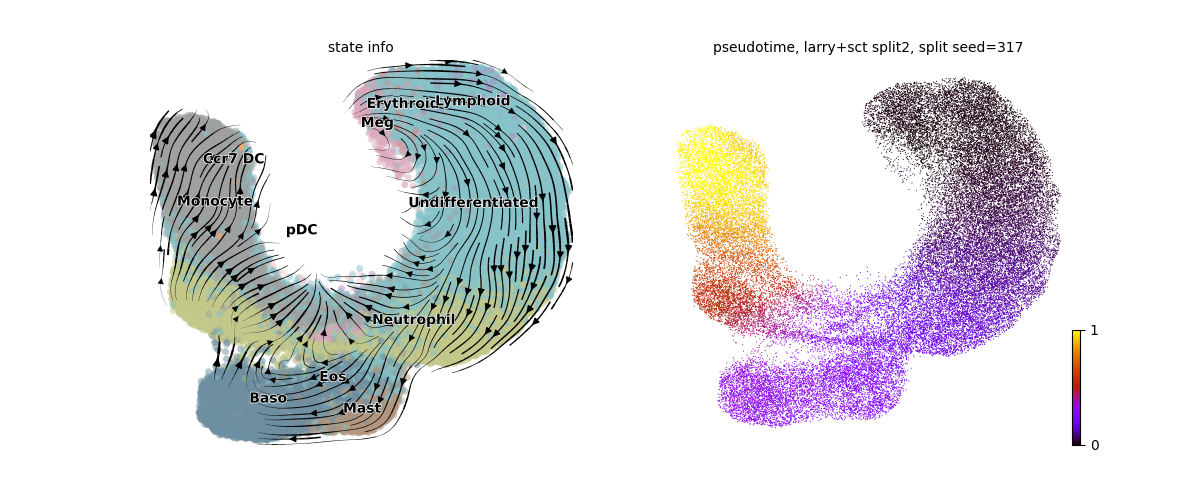 state info
pseudotime, larry+sct split2, split seed=317
Erythroid
Lymphoid
Meg
Ccr7 DC
Monocyte
Undifferentiated
pDC
Neutrophil
Eos
Baso
Mast
1
0